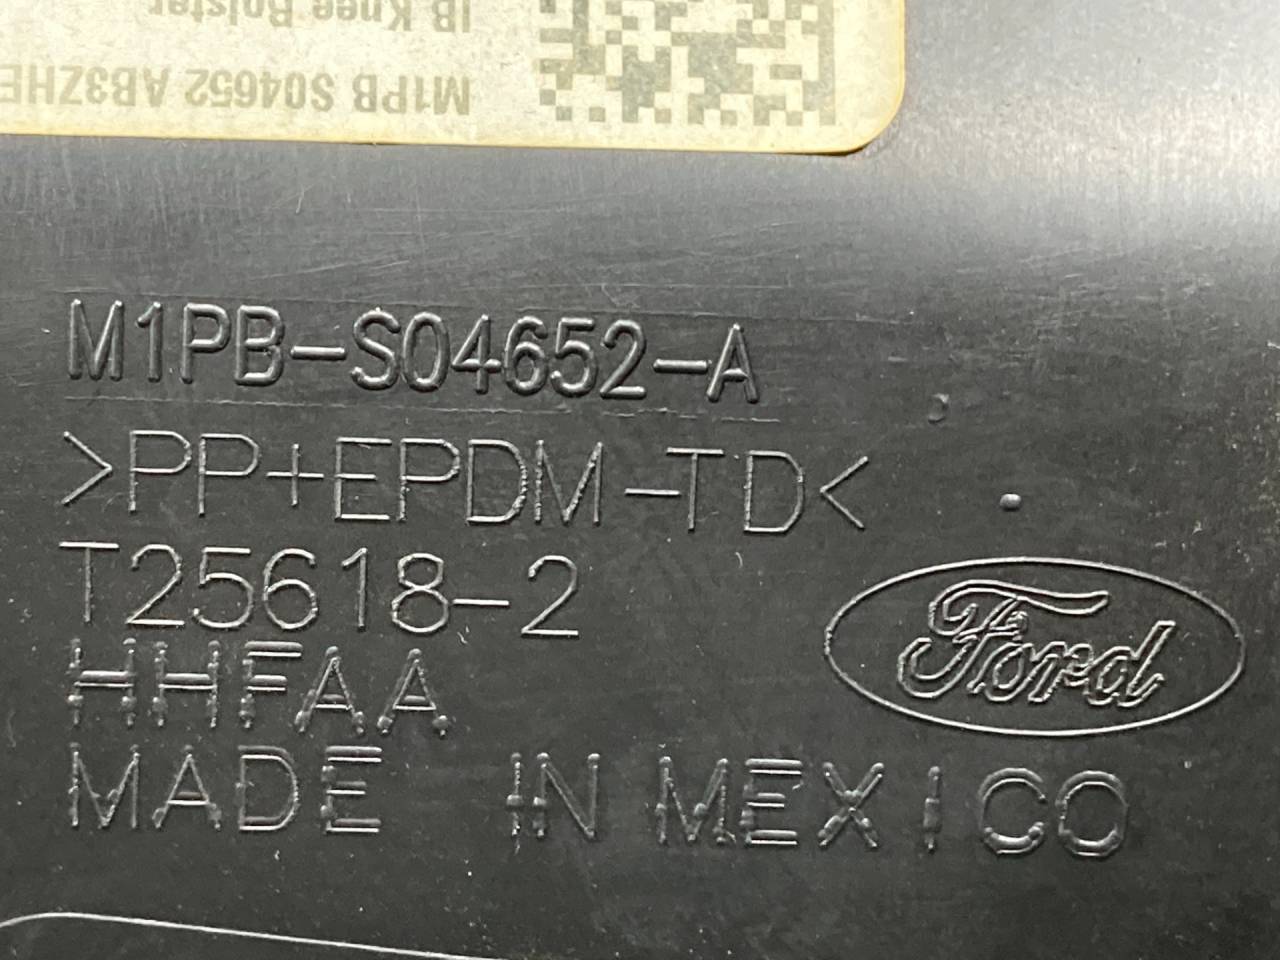 IB Knee Bolster
M1PB S04652 AB3ZHE
M1PB-S04652-A
>PP+EPDM-TD<
T25618-2
HHFAA
Ford
MADE IN MEXICO